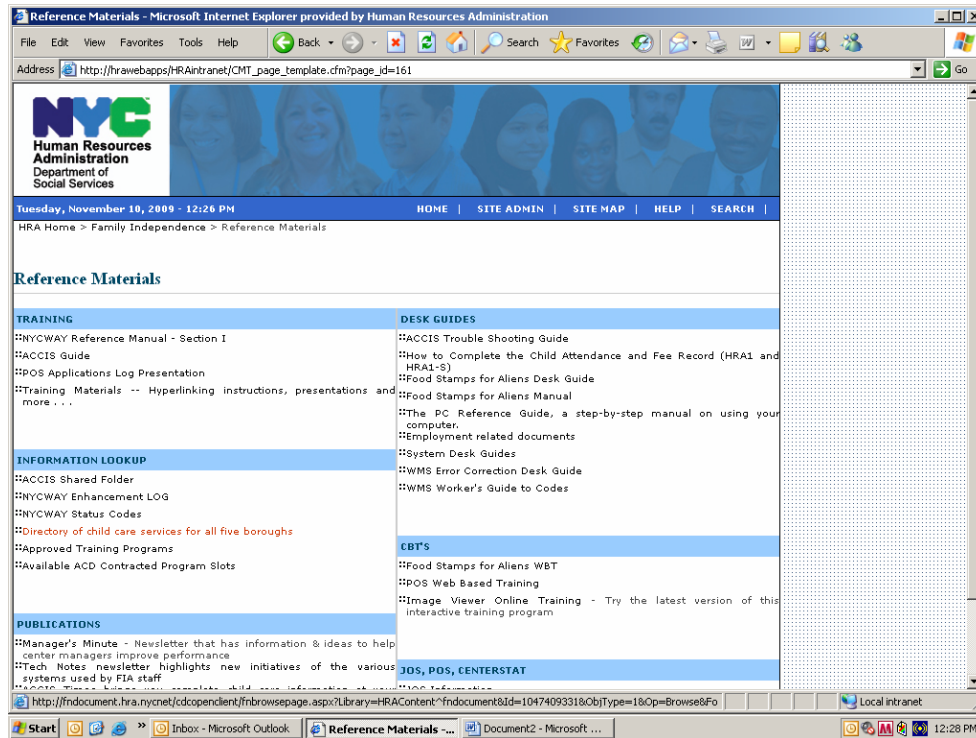 Reference Materials - Microsoft Internet Explorer provided by Human Resources Administration
File Edit View Favorites Tools Help Back Search Favorites
Address http://hrawebapps/HRAintranet/CMT_page_template.cfm?page_id=161 Go
NYC
Human Resources
Administration
Department of
Social Services
Tuesday, November 10, 2009 - 12:26 PM HOME | SITE ADMIN | SITE MAP | HELP | SEARCH |
HRA Home > Family Independence > Reference Materials
Reference Materials
TRAINING
NYCWAY Reference Manual - Section I
ACCIS Guide
POS Applications Log Presentation
Training Materials -- Hyperlinking instructions, presentations and
more . . .
INFORMATION LOOKUP
ACCIS Shared Folder
NYCWAY Enhancement LOG
NYCWAY Status Codes
Directory of child care services for all five boroughs
Approved Training Programs
Available ACD Contracted Program Slots
PUBLICATIONS
Manager's Minute - Newsletter that has information & ideas to help
center managers improve performance
Tech Notes newsletter highlights new initiatives of the various
systems used by FIA staff
ACCIS Times brings you complete child care information at your
DESK GUIDES
ACCIS Trouble Shooting Guide
How to Complete the Child Attendance and Fee Record (HRA1 and
HRA1-S)
Food Stamps for Aliens Desk Guide
Food Stamps for Aliens Manual
The PC Reference Guide, a step-by-step manual on using your
computer.
Employment related documents
System Desk Guides
WMS Error Correction Desk Guide
WMS Worker's Guide to Codes
CBT'S
Food Stamps for Aliens WBT
POS Web Based Training
Image Viewer Online Training - Try the latest version of this
interactive training program
JOS, POS, CENTERSTAT
JOS Information
http://fndocument.hra.nycnet/cdcopenclient/fnbrowsepage.aspx?Library=HRAContent^fndocument&Id=1047409331&ObjType=1&Op=Browse&Fo Local intranet
Start » Inbox - Microsoft Outlook Reference Materials -... Document2 - Microsoft ... 12:28 PM